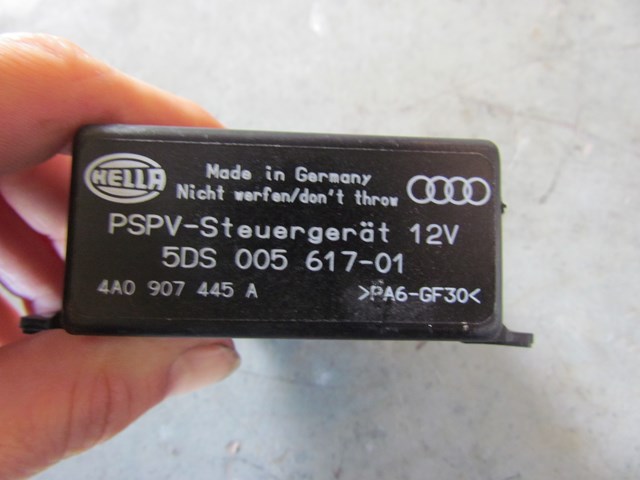 HELLA
Made in Germany
Nicht werfen/don't throw
PSPV-Steuergerät 12V
5DS 005 617-01
4A0 907 445 A >PA6-GF30<